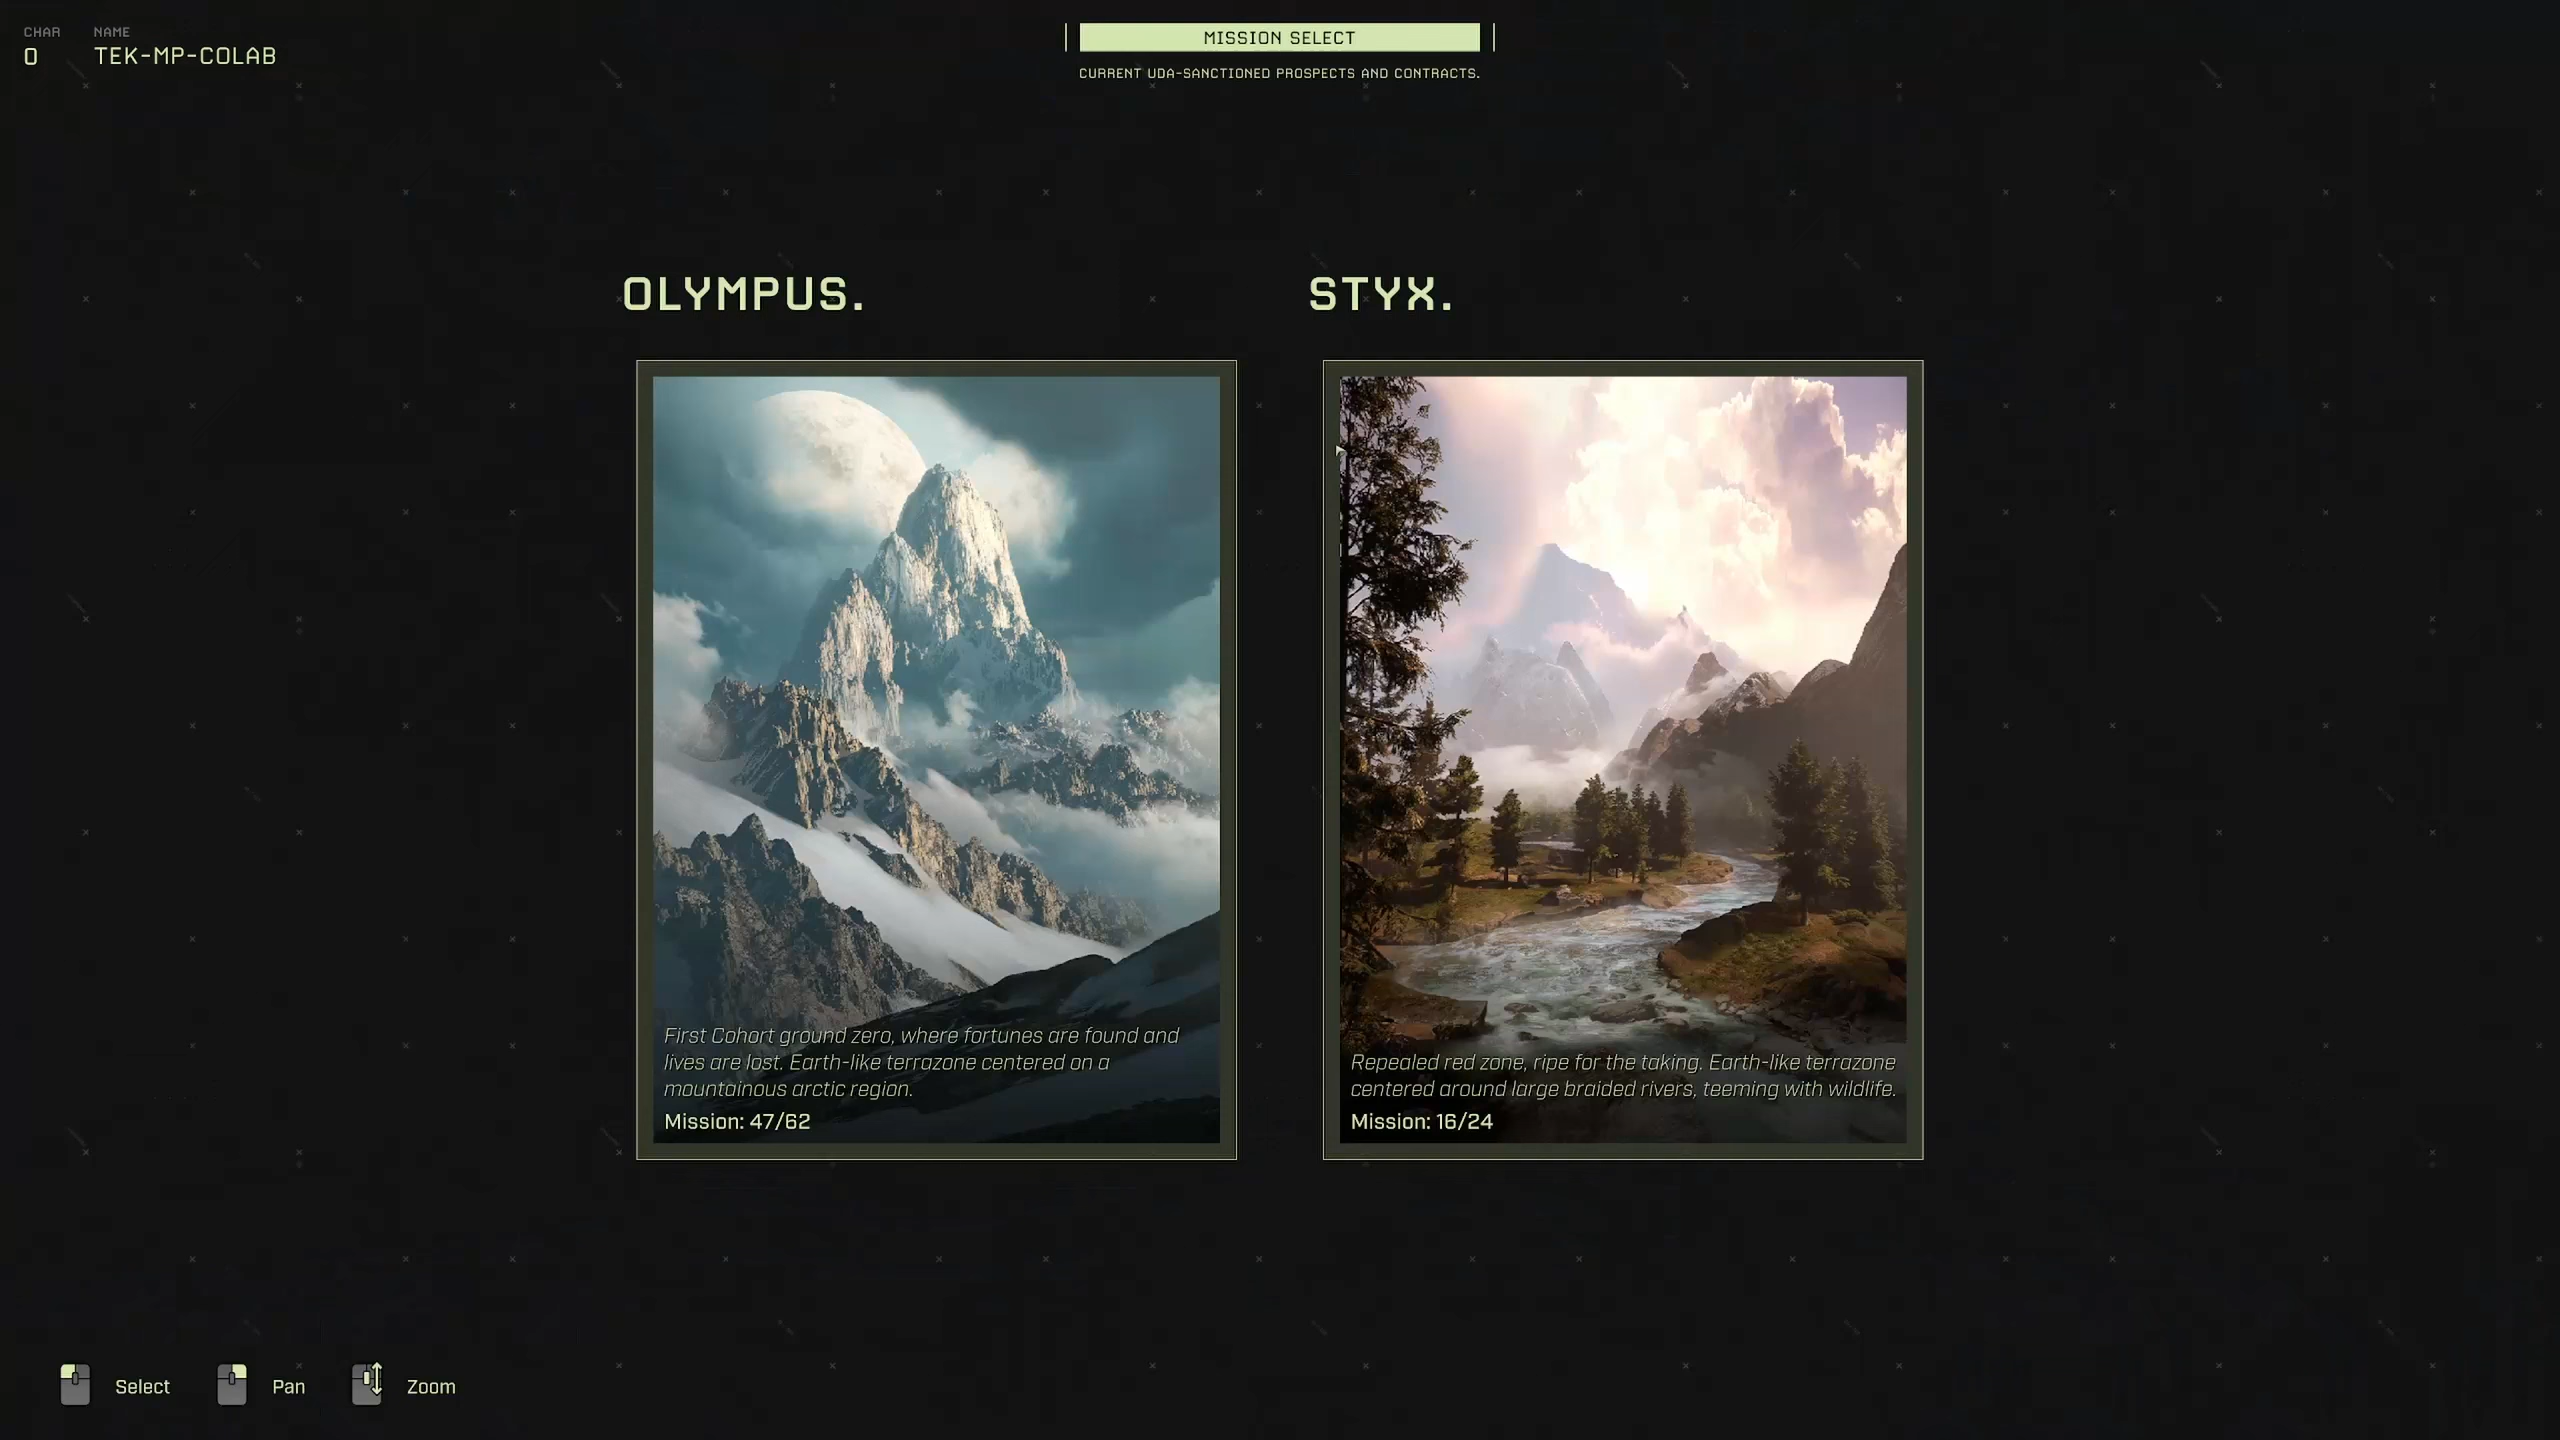 CHAR NAME
0 TEK-MP-COLAB
MISSION SELECT
CURRENT UDA-SANCTIONED PROSPECTS AND CONTRACTS.
OLYMPUS.
First Cohort ground zero, where fortunes are found and
lives are lost. Earth-like terrazone centered on a
mountainous arctic region.
Mission: 47/62
STYX.
Repealed red zone, ripe for the taking. Earth-like terrazone
centered around large braided rivers, teeming with wildlife.
Mission: 16/24
Select Pan Zoom